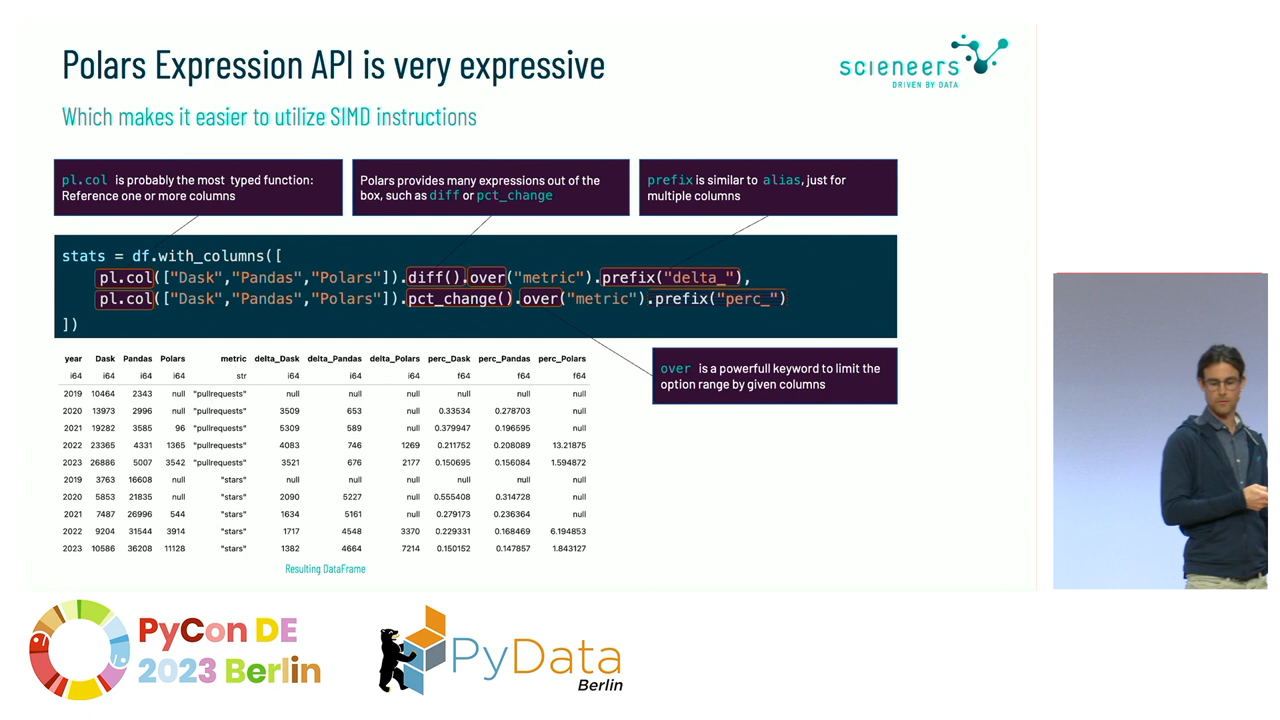 Polars Expression API is very expressive
scieneers
DRIVEN BY DATA
Which makes it easier to utilize SIMD instructions
pl.col is probably the most typed function:
Reference one or more columns
Polars provides many expressions out of the
box, such as diff or pct_change
prefix is similar to alias, just for
multiple columns
stats = df.with_columns([
pl.col(["Dask","Pandas","Polars"]).diff().over("metric").prefix("delta_"),
pl.col(["Dask","Pandas","Polars"]).pct_change().over("metric").prefix("perc_")
])
over is a powerfull keyword to limit the
option range by given columns
year Dask Pandas Polars metric delta_Dask delta_Pandas delta_Polars perc_Dask perc_Pandas perc_Polars
i64 i64 i64 i64 str i64 i64 i64 f64 f64 f64
2019 10464 2343 null "pullrequests" null null null null null null
2020 13973 2996 null "pullrequests" 3509 653 null 0.33534 0.278703 null
2021 19282 3585 96 "pullrequests" 5309 589 null 0.379947 0.196595 null
2022 23365 4331 1365 "pullrequests" 4083 746 1269 0.211752 0.208089 13.21875
2023 26886 5007 3542 "pullrequests" 3521 676 2177 0.150695 0.156084 1.594872
2019 3763 16608 null "stars" null null null null null null
2020 5853 21835 null "stars" 2090 5227 null 0.555408 0.314728 null
2021 7487 26996 544 "stars" 1634 5161 null 0.279173 0.236364 null
2022 9204 31544 3914 "stars" 1717 4548 3370 0.229331 0.168469 6.194853
2023 10586 36208 11128 "stars" 1382 4664 7214 0.150152 0.147857 1.843127
Resulting DataFrame
PyCon DE
2023 Berlin
PyData
Berlin